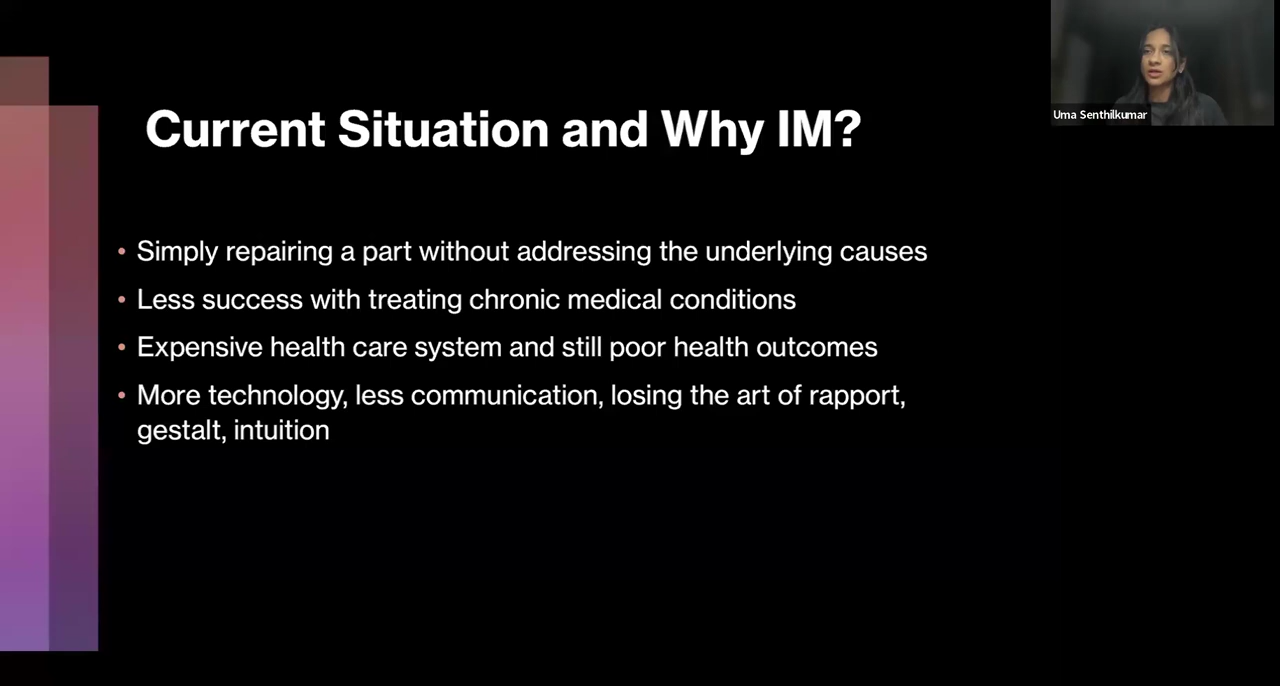 Current Situation and Why IM?
Uma Senthilkumar
• Simply repairing a part without addressing the underlying causes
• Less success with treating chronic medical conditions
• Expensive health care system and still poor health outcomes
• More technology, less communication, losing the art of rapport,
gestalt, intuition